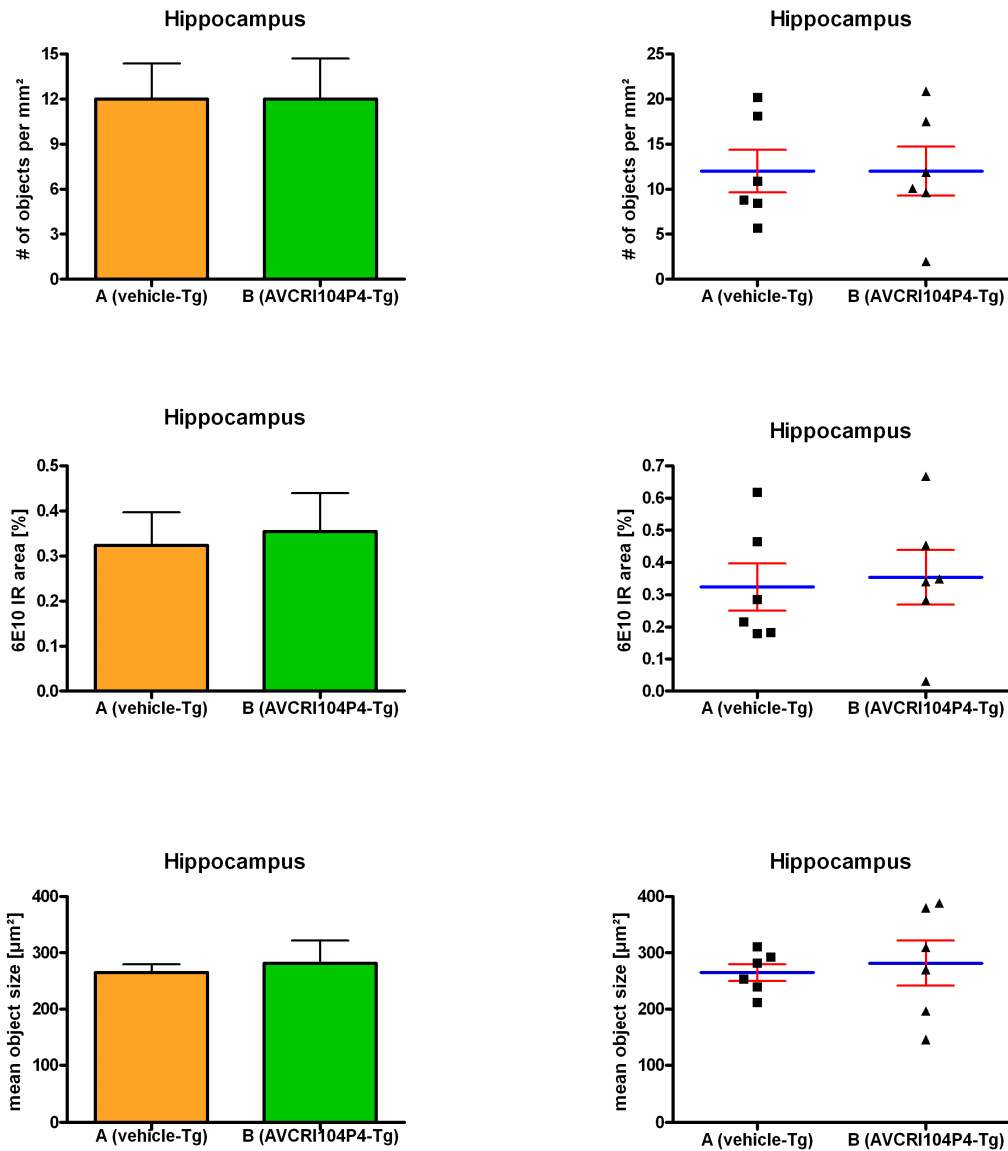 Hippocampus
# of objects per mm²
15
12
9
6
3
0
A (vehicle-Tg) B (AVCRI104P4-Tg)
Hippocampus
# of objects per mm²
25
20
15
10
5
0
A (vehicle-Tg) B (AVCRI104P4-Tg)
Hippocampus
6E10 IR area [%]
0.5
0.4
0.3
0.2
0.1
0.0
A (vehicle-Tg) B (AVCRI104P4-Tg)
Hippocampus
6E10 IR area [%]
0.7
0.6
0.5
0.4
0.3
0.2
0.1
0.0
A (vehicle-Tg) B (AVCRI104P4-Tg)
Hippocampus
mean object size [µm²]
400
300
200
100
0
A (vehicle-Tg) B (AVCRI104P4-Tg)
Hippocampus
mean object size [µm²]
400
300
200
100
0
A (vehicle-Tg) B (AVCRI104P4-Tg)